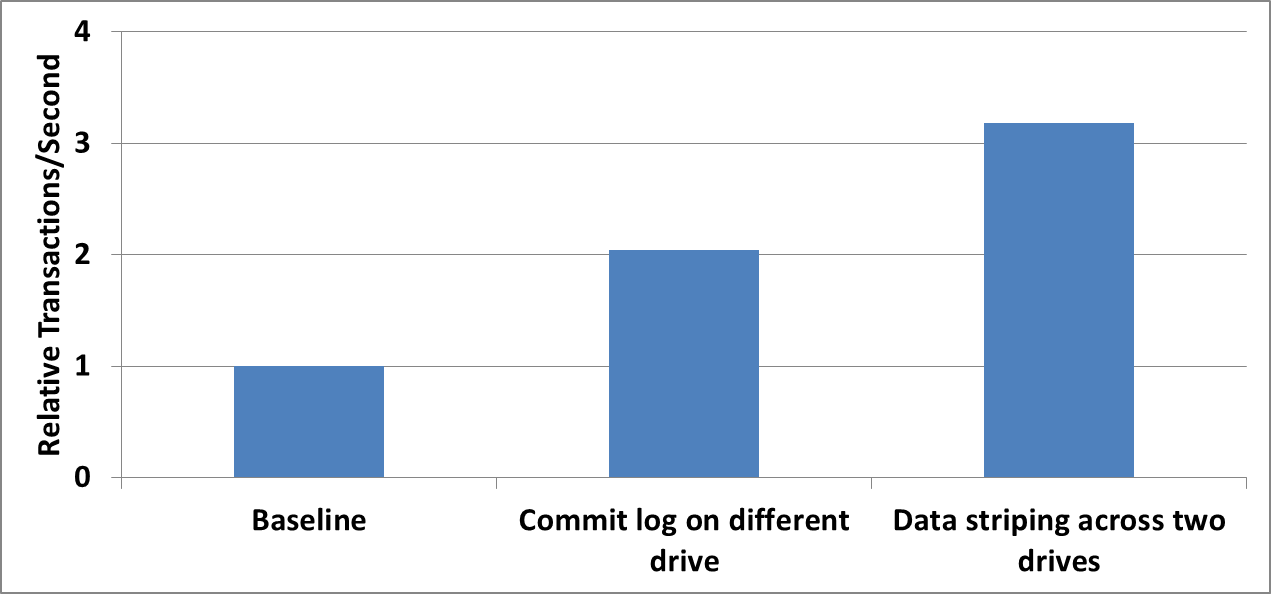 Relative Transactions/Second
4
3
2
1
0
Baseline
Commit log on different
drive
Data striping across two
drives